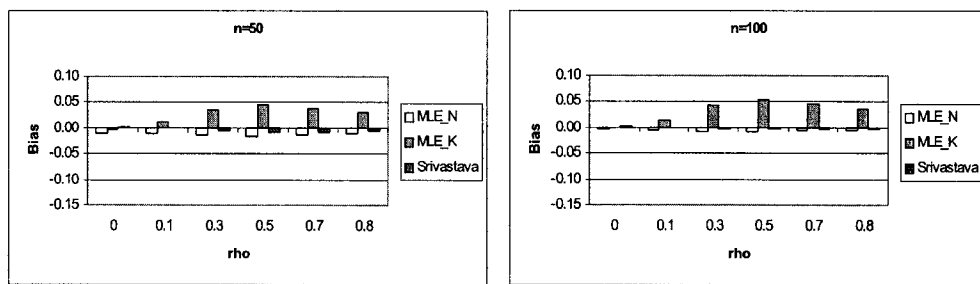 n=50
0.10
0.05
0.00
-0.05
-0.10
-0.15
Bias
0 0.1 0.3 0.5 0.7 0.8
rho
MLE_N
MLE_K
Srivastava
n=100
0.10
0.05
0.00
-0.05
-0.10
-0.15
Bias
0 0.1 0.3 0.5 0.7 0.8
rho
MLE_N
MLE_K
Srivastava